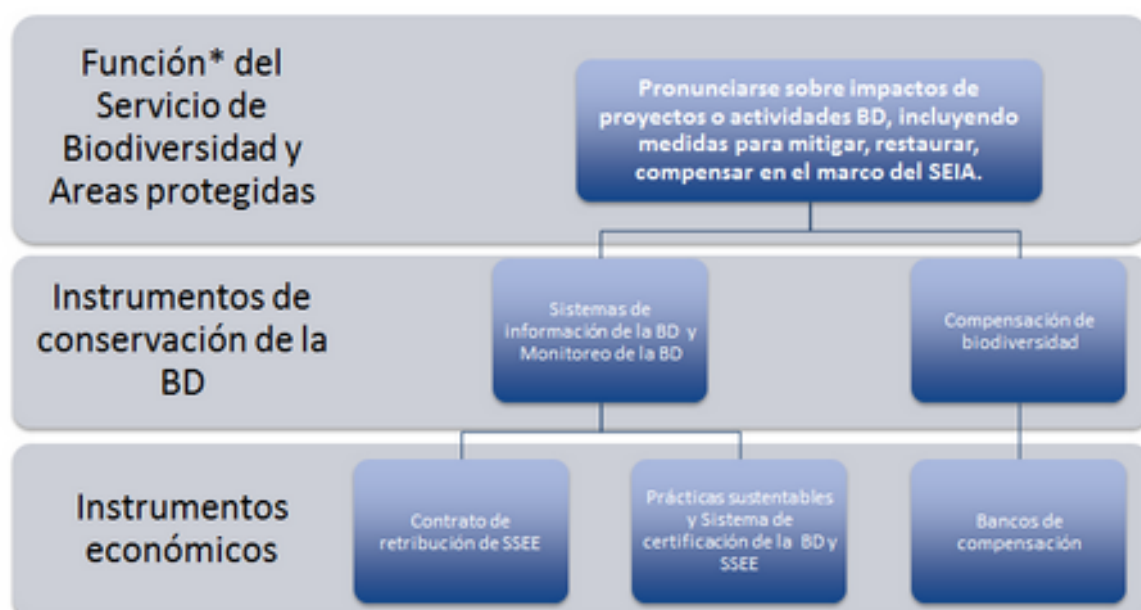 Función* del
Servicio de
Biodiversidad y
Areas protegidas
Pronunciarse sobre impactos de
proyectos o actividades BD, incluyendo
medidas para mitigar, restaurar,
compensar en el marco del SEIA.
Instrumentos de
conservación de la
BD
Sistemas de
información de la BD y
Monitoreo de la BD
Compensación de
biodiversidad
Instrumentos
económicos
Contrato de
retribución de SSEE
Prácticas sustentables
y Sistema de
certificación de la BD y
SSEE
Bancos de
compensación